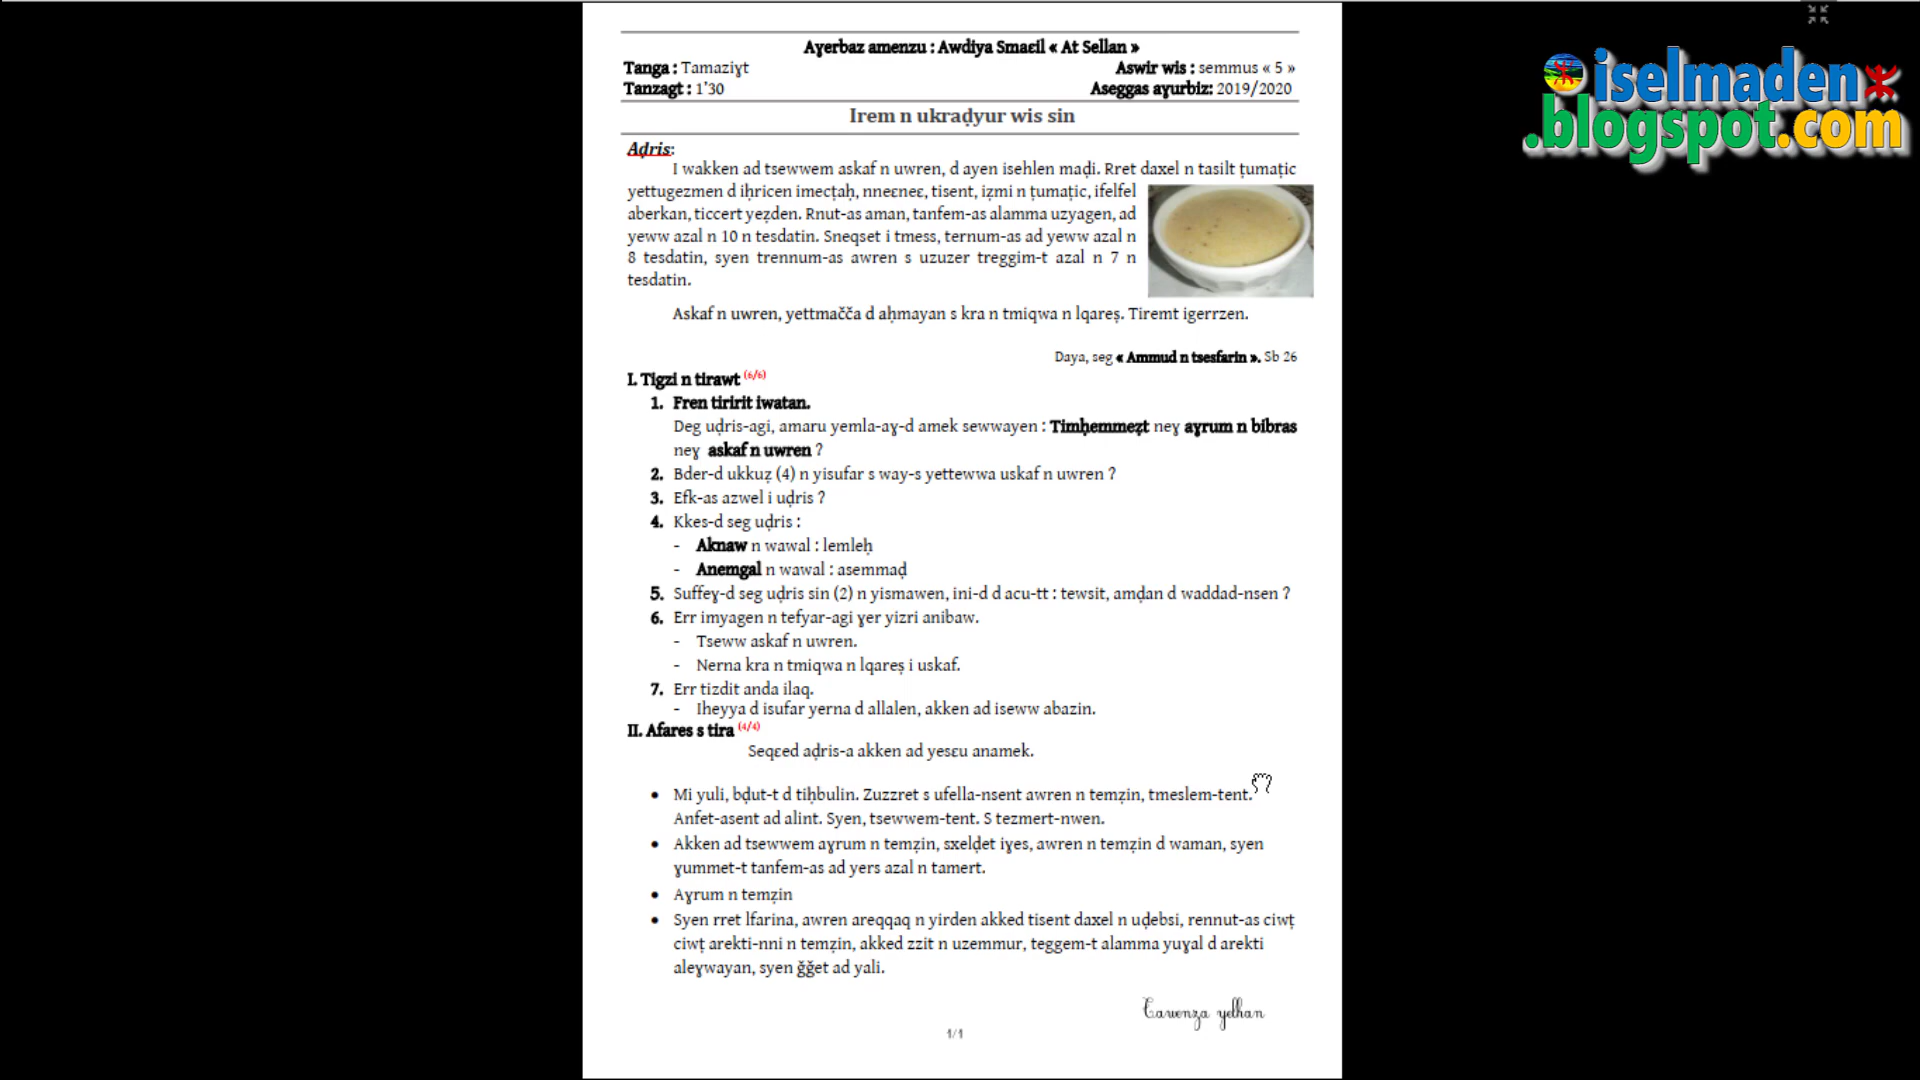 iselmaden
.blogspot.com
Aɣerbaz amenzu : Awdiya Smaεil « At Sellan »
Tanga : Tamaziɣt Aswir wis : semmus « 5 »
Tanzagt : 1'30 Aseggas aɣurbiz: 2019/2020
Irem n ukraḍyur wis sin
Aḍris:
I wakken ad tsewwem askaf n uwren, d ayen isehlen maḍi. Rret daxel n tasilt ṭumaṭic
yettugezmen d iḥricen imecṭaḥ, nneεneε, tisent, iẓmi n ṭumaṭic, ifelfel
aberkan, ticcert yeẓden. Rnut-as aman, tanfem-as alamma uzyagen, ad
yeww azal n 10 n tesdatin. Sneqset i tmess, ternum-as ad yeww azal n
8 tesdatin, syen trennum-as awren s uzuzer treggim-t azal n 7 n
tesdatin.
Askaf n uwren, yettmačča d aḥmayan s kra n tmiqwa n lqareṣ. Tiremt igerrzen.
Daya, seg « Ammud n tsesfarin ». Sb 26
I. Tigzi n tirawt (6/6)
1. Fren tiririt iwatan.
Deg uḍris-agi, amaru yemla-aɣ-d amek sewwayen : Timḥemmeẓt neɣ aɣrum n bibras
neɣ askaf n uwren ?
2. Bder-d ukkuẓ (4) n yisufar s way-s yettewwa uskaf n uwren ?
3. Efk-as azwel i uḍris ?
4. Kkes-d seg uḍris :
- Aknaw n wawal : lemleḥ
- Anemgal n wawal : asemmaḍ
5. Suffeɣ-d seg uḍris sin (2) n yismawen, ini-d d acu-tt : tewsit, amḍan d waddad-nsen ?
6. Err imyagen n tefyar-agi ɣer yizri anibaw.
- Tseww askaf n uwren.
- Nerna kra n tmiqwa n lqareṣ i uskaf.
7. Err tizdit anda ilaq.
- Iheyya d isufar yerna d allalen, akken ad iseww abazin.
II. Afares s tira (4/4)
Seqεed aḍris-a akken ad yesεu anamek.
• Mi yuli, bḍut-t d tiḥbulin. Zuzzret s ufella-nsent awren n temẓin, tmeslem-tent.
Anfet-asent ad alint. Syen, tsewwem-tent. S tezmert-nwen.
• Akken ad tsewwem aɣrum n temẓin, sxelḍet iɣes, awren n temẓin d waman, syen
ɣummet-t tanfem-as ad yers azal n tamert.
• Aɣrum n temẓin
• Syen rret lfarina, awren areqqaq n yirden akked tisent daxel n uḍebsi, rennut-as ciwṭ
ciwṭ arekti-nni n temẓin, akked zzit n uzemmur, teggem-t alamma yuɣal d arekti
aleɣwayan, syen ǧǧet ad yali.
Tawenza yelhan
1/1